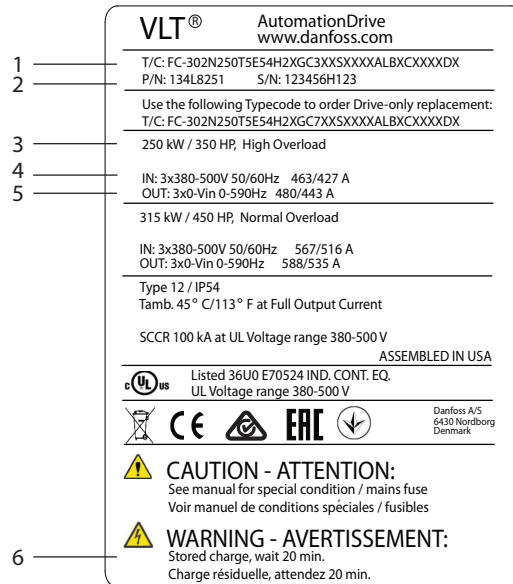 VLT® AutomationDrive
www.danfoss.com
1 T/C: FC-302N250T5E54H2XGC3XXSXXXXALBXCXXXXDX
2 P/N: 134L8251 S/N: 123456H123
Use the following Typecode to order Drive-only replacement:
T/C: FC-302N250T5E54H2XGC7XXSXXXXALBXCXXXXDX
3 250 kW / 350 HP, High Overload
4 IN: 3x380-500V 50/60Hz 463/427 A
5 OUT: 3x0-Vin 0-590Hz 480/443 A
315 kW / 450 HP, Normal Overload
IN: 3x380-500V 50/60Hz 567/516 A
OUT: 3x0-Vin 0-590Hz 588/535 A
Type 12 / IP54
Tamb. 45° C/113° F at Full Output Current
SCCR 100 kA at UL Voltage range 380-500 V
ASSEMBLED IN USA
c UL us Listed 36U0 E70524 IND. CONT. EQ.
UL Voltage range 380-500 V
CE EAC
Danfoss A/S
6430 Nordborg
Denmark
CAUTION - ATTENTION:
See manual for special condition / mains fuse
Voir manuel de conditions spéciales / fusibles
WARNING - AVERTISSEMENT:
6 Stored charge, wait 20 min.
Charge résiduelle, attendez 20 min.